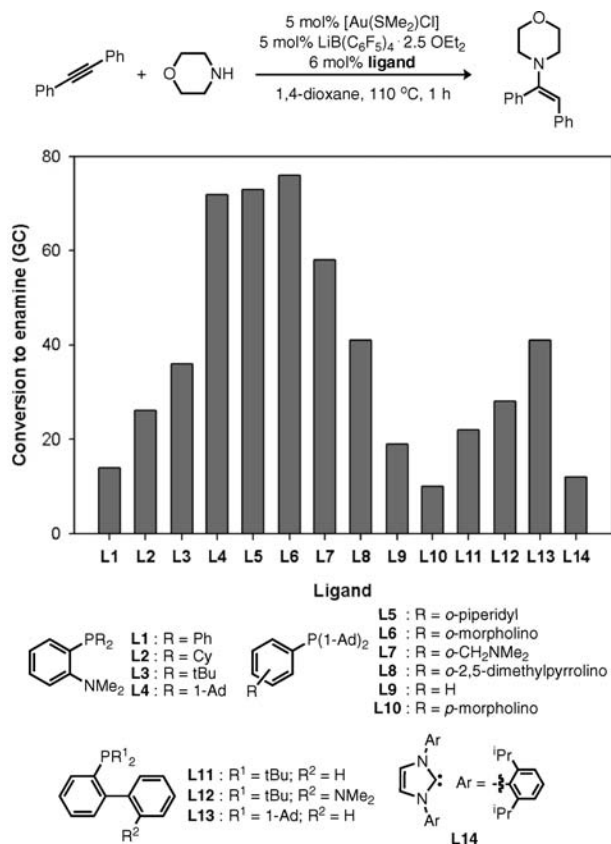 5 mol% [Au(SMe₂)Cl]
5 mol% LiB(C₆F₅)₄ · 2.5 OEt₂
6 mol% ligand
1,4-dioxane, 110 °C, 1 h
Ph
Ph
+
O
NH
O
N
Ph
Ph
Conversion to enamine (GC)
80
60
40
20
0
L1 L2 L3 L4 L5 L6 L7 L8 L9 L10 L11 L12 L13 L14
Ligand
PR₂
NMe₂
L1 : R = Ph
L2 : R = Cy
L3 : R = tBu
L4 : R = 1-Ad
P(1-Ad)₂
R
L5 : R = o-piperidyl
L6 : R = o-morpholino
L7 : R = o-CH₂NMe₂
L8 : R = o-2,5-dimethylpyrrolino
L9 : R = H
L10 : R = p-morpholino
PR¹₂
R²
L11 : R¹ = tBu; R² = H
L12 : R¹ = tBu; R² = NMe₂
L13 : R¹ = 1-Ad; R² = H
Ar
N
:
N
Ar
Ar =
ⁱPr
ⁱPr
L14